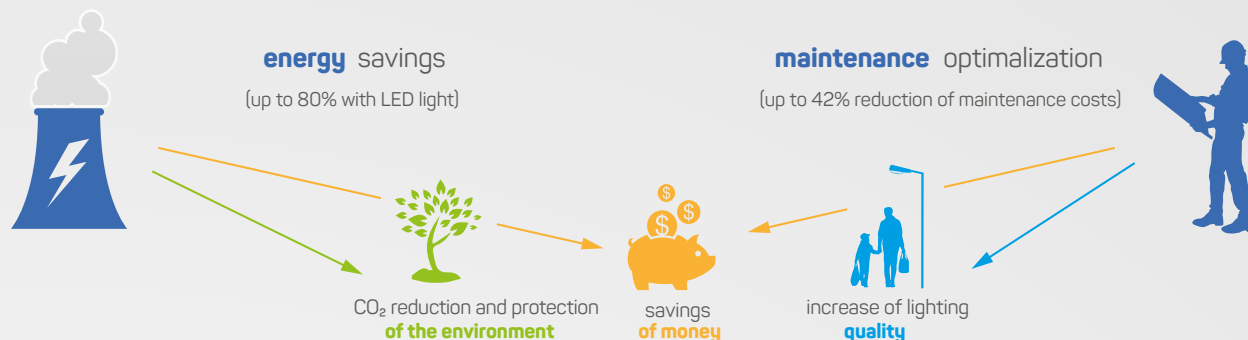 energy savings
(up to 80% with LED light)
maintenance optimalization
(up to 42% reduction of maintenance costs)
$
$
$
CO₂ reduction and protection
of the environment
savings
of money
increase of lighting
quality